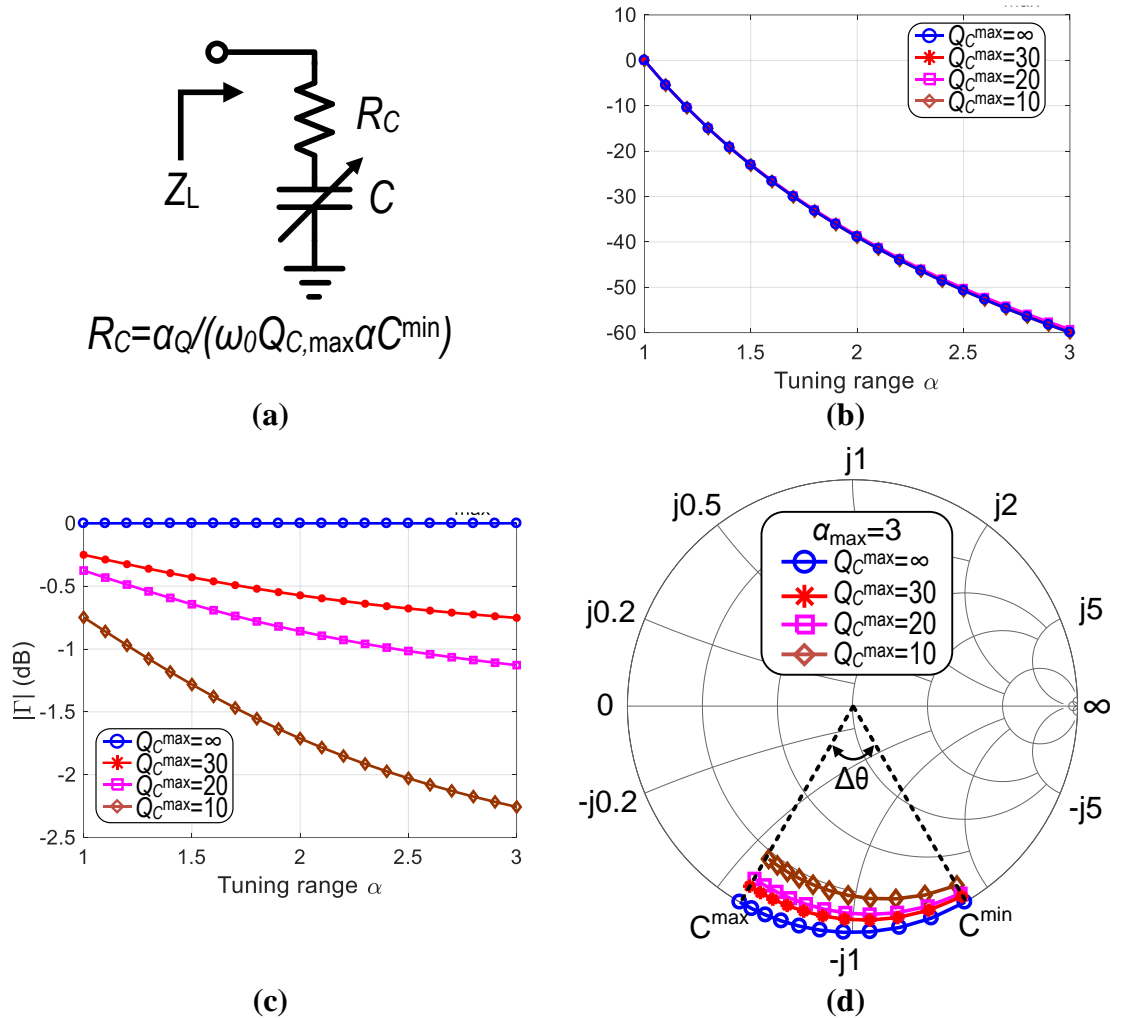 Z_L
R_C
C
R_C=α_Q/(ω_0Q_C,maxαC^min)
(a)
max
10
0
-10
-20
-30
-40
-50
-60
Q_C^max=∞
Q_C^max=30
Q_C^max=20
Q_C^max=10
1
1.5
2
2.5
3
Tuning range α
(b)
max
0
-0.5
-1
-1.5
-2
-2.5
|Γ| (dB)
Q_C^max=∞
Q_C^max=30
Q_C^max=20
Q_C^max=10
1
1.5
2
2.5
3
Tuning range α
(c)
j1
j0.5
j2
α_max=3
Q_C^max=∞
Q_C^max=30
Q_C^max=20
Q_C^max=10
j0.2
j5
0
∞
Δθ
-j0.2
-j5
C^max
C^min
-j1
(d)